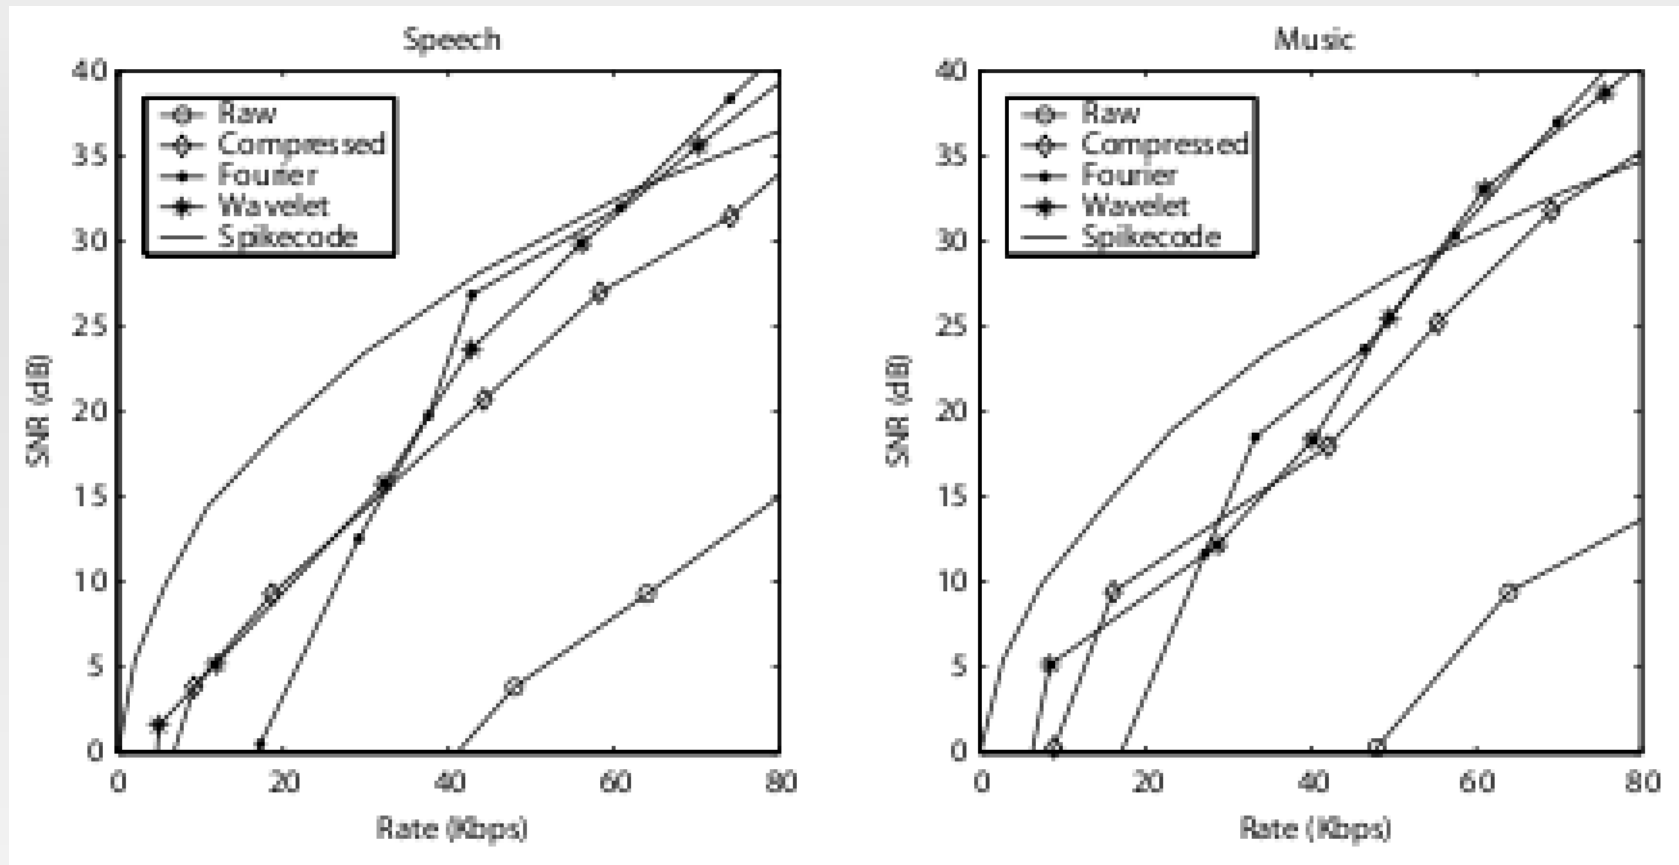 Speech
40
35
30
25
20
15
10
5
0
SNR (dB)
Raw
Compressed
Fourier
Wavelet
Spikecode
0 20 40 60 80
Rate (Kbps)
Music
40
35
30
25
20
15
10
5
0
SNR (dB)
Raw
Compressed
Fourier
Wavelet
Spikecode
0 20 40 60 80
Rate (Kbps)